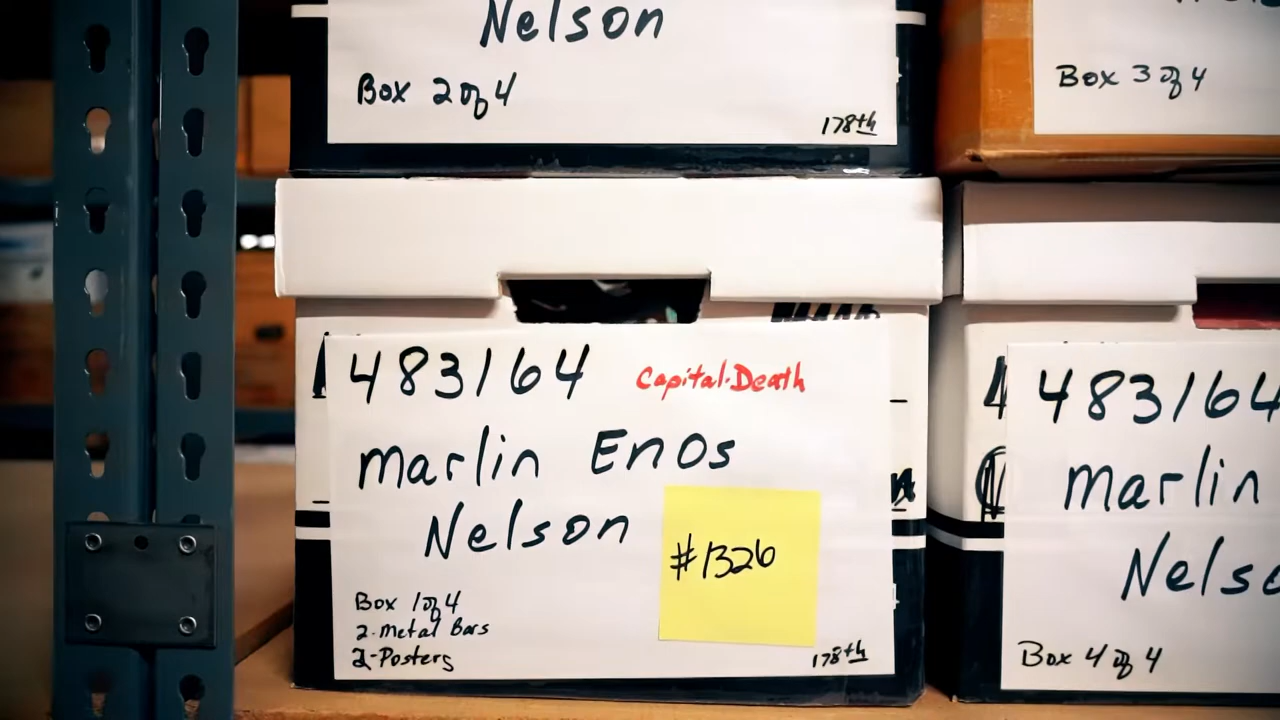 Nelson
Box 2 of 4
178th
Box 3 of 4
483164 Capital-Death
Marlin Enos
Nelson
#1326
Box 1 of 4
2-Metal Bars
2-Posters
178th
483164
Marlin
Nelso
Box 4 of 4